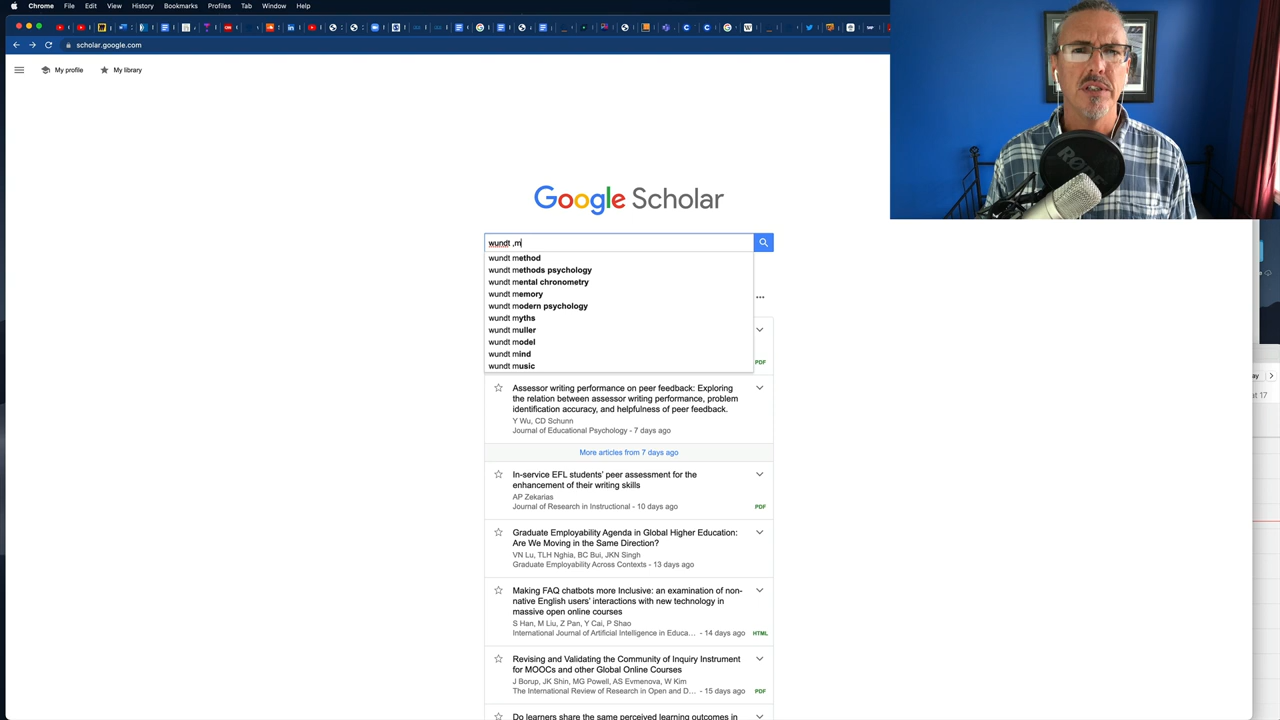 Chrome File Edit View History Bookmarks Profiles Tab Window Help
scholar.google.com
My profile My library
RØDE
Google Scholar
wundt ,m
wundt method
wundt methods psychology
wundt mental chronometry
wundt memory
wundt modern psychology
wundt myths
wundt muller
wundt model
wundt mind
wundt music
PDF
Assessor writing performance on peer feedback: Exploring
the relation between assessor writing performance, problem
identification accuracy, and helpfulness of peer feedback.
Y Wu, CD Schunn
Journal of Educational Psychology - 7 days ago
More articles from 7 days ago
In-service EFL students' peer assessment for the
enhancement of their writing skills
AP Zekarias
Journal of Research in Instructional - 10 days ago PDF
Graduate Employability Agenda in Global Higher Education:
Are We Moving in the Same Direction?
VN Lu, TLH Nghia, BC Bui, JKN Singh
Graduate Employability Across Contexts - 13 days ago
Making FAQ chatbots more Inclusive: an examination of non-
native English users' interactions with new technology in
massive open online courses
S Han, M Liu, Z Pan, Y Cai, P Shao
International Journal of Artificial Intelligence in Educa... - 14 days ago HTML
Revising and Validating the Community of Inquiry Instrument
for MOOCs and other Global Online Courses
J Borup, JK Shin, MG Powell, AS Evmenova, W Kim
The International Review of Research in Open and D... - 15 days ago PDF
Do learners share the same perceived learning outcomes in
ay
at 17